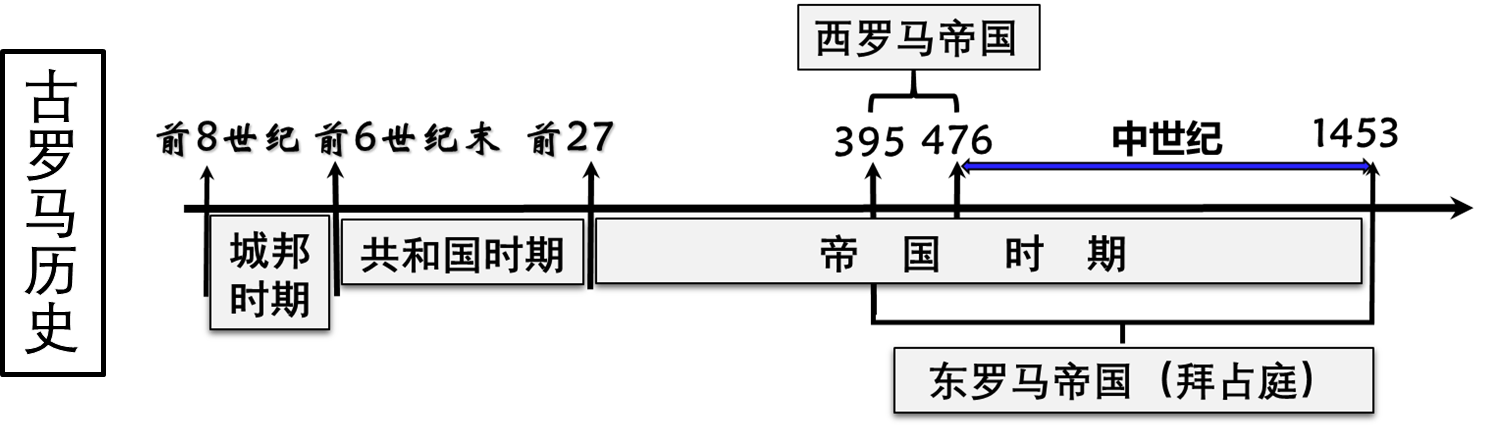 古罗马历史
西罗马帝国
前8世纪 前6世纪末 前27 395 476 中世纪 1453
城邦
时期
共和国时期
帝国时期
东罗马帝国（拜占庭）